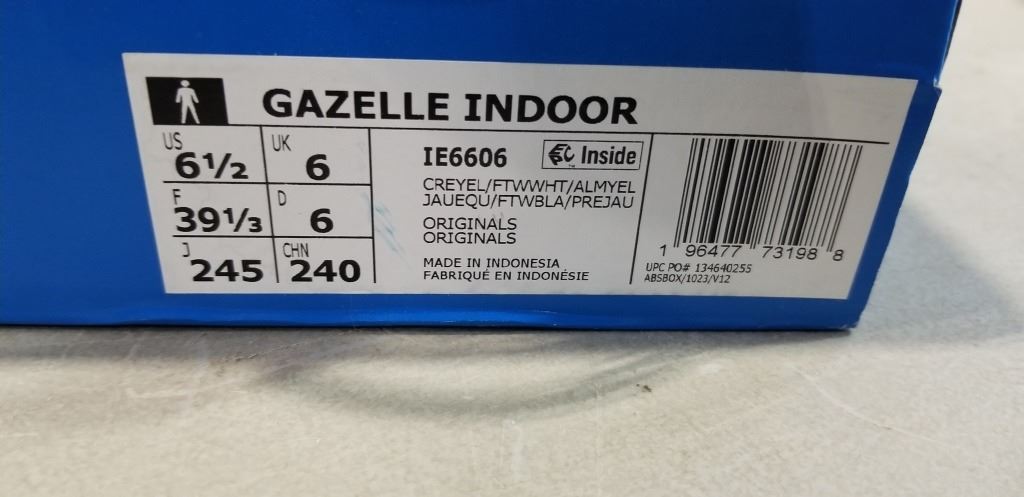 GAZELLE INDOOR
US 6½ UK 6
F 39⅓ D 6
J 245 CHN 240
IE6606 Inside
CREYEL/FTWWHT/ALMYEL
JAUEQU/FTWBLA/PREJAU
ORIGINALS
ORIGINALS
MADE IN INDONESIA
FABRIQUÉ EN INDONÉSIE
1 96477 73198 8
UPC PO# 134640255
ABSBOX/1023/V12